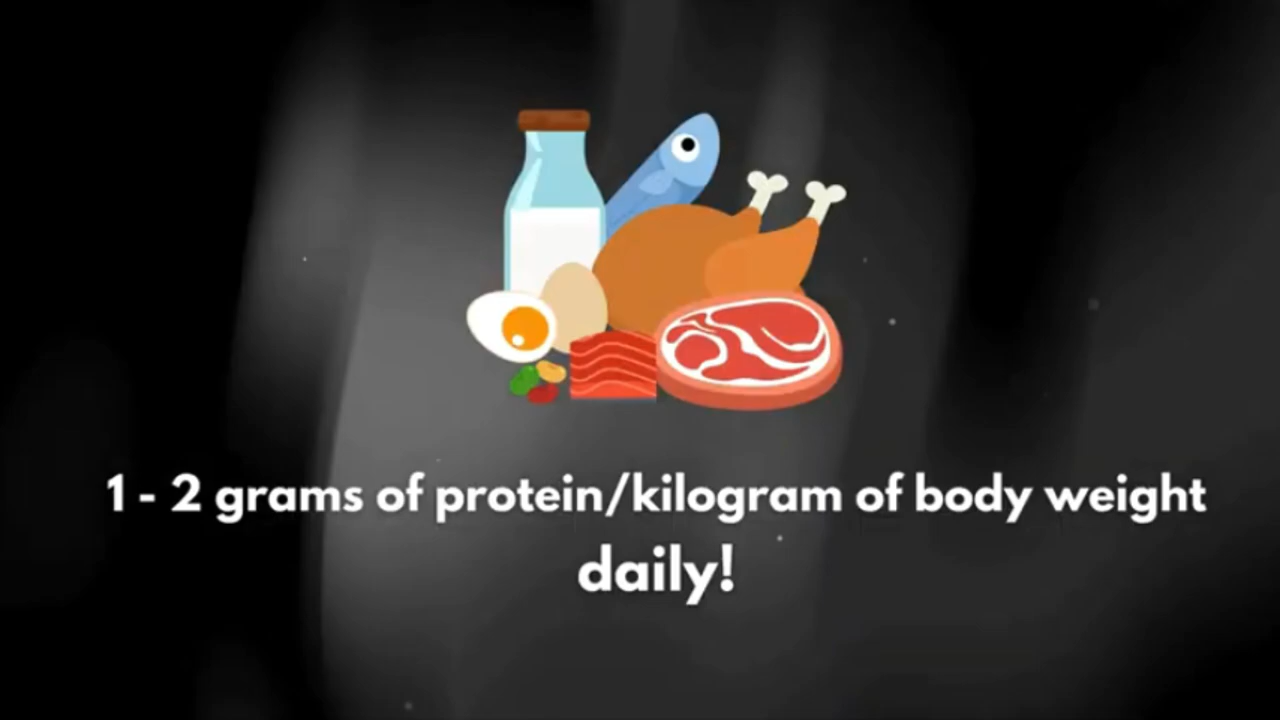 1 - 2 grams of protein/kilogram of body weight
daily!